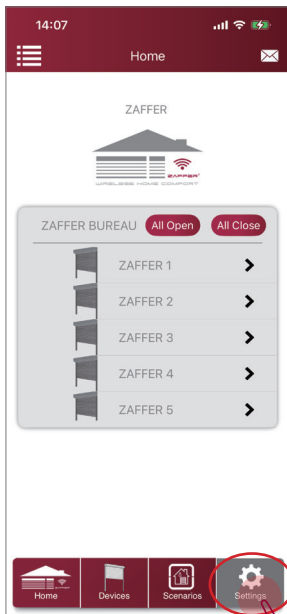 14:07
Home
ZAFFER
ZAFFER
WIRELESS HOME COMFORT
ZAFFER BUREAU All Open All Close
ZAFFER 1
ZAFFER 2
ZAFFER 3
ZAFFER 4
ZAFFER 5
Home Devices Scenarios Settings